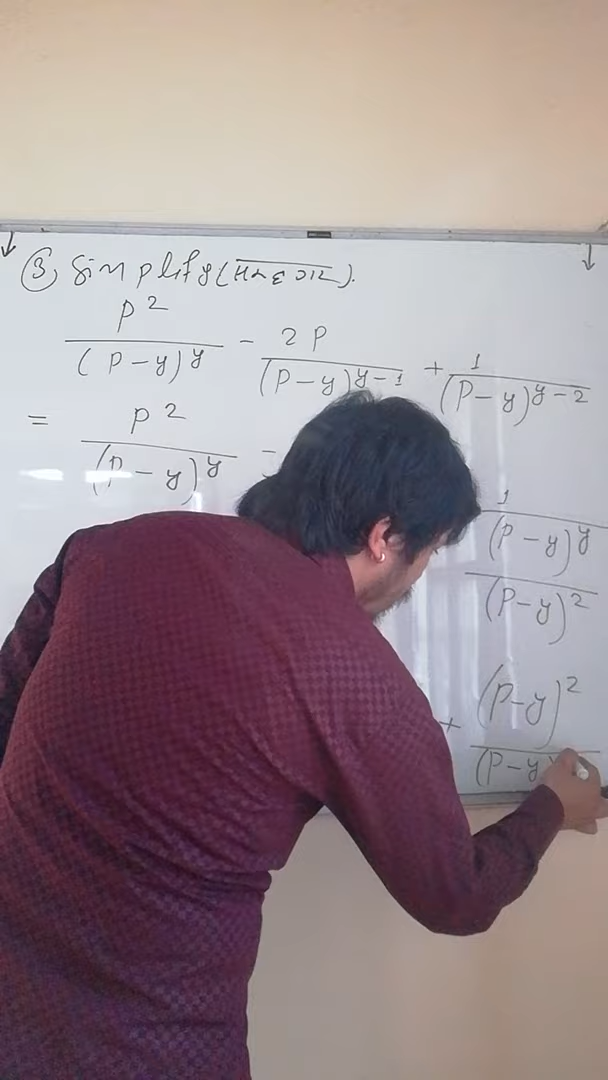 3) Simplify
P² / (P - y)^y - 2P / (P - y)^y-1 + 1 / (P - y)^y-2
= P² / (P - y)^y - 1 / (P - y)^y / (P - y)²
+ (P - y)² / (P - y)